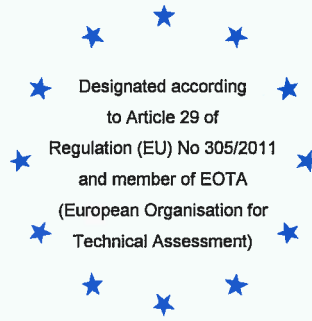 Designated according
to Article 29 of
Regulation (EU) No 305/2011
and member of EOTA
(European Organisation for
Technical Assessment)